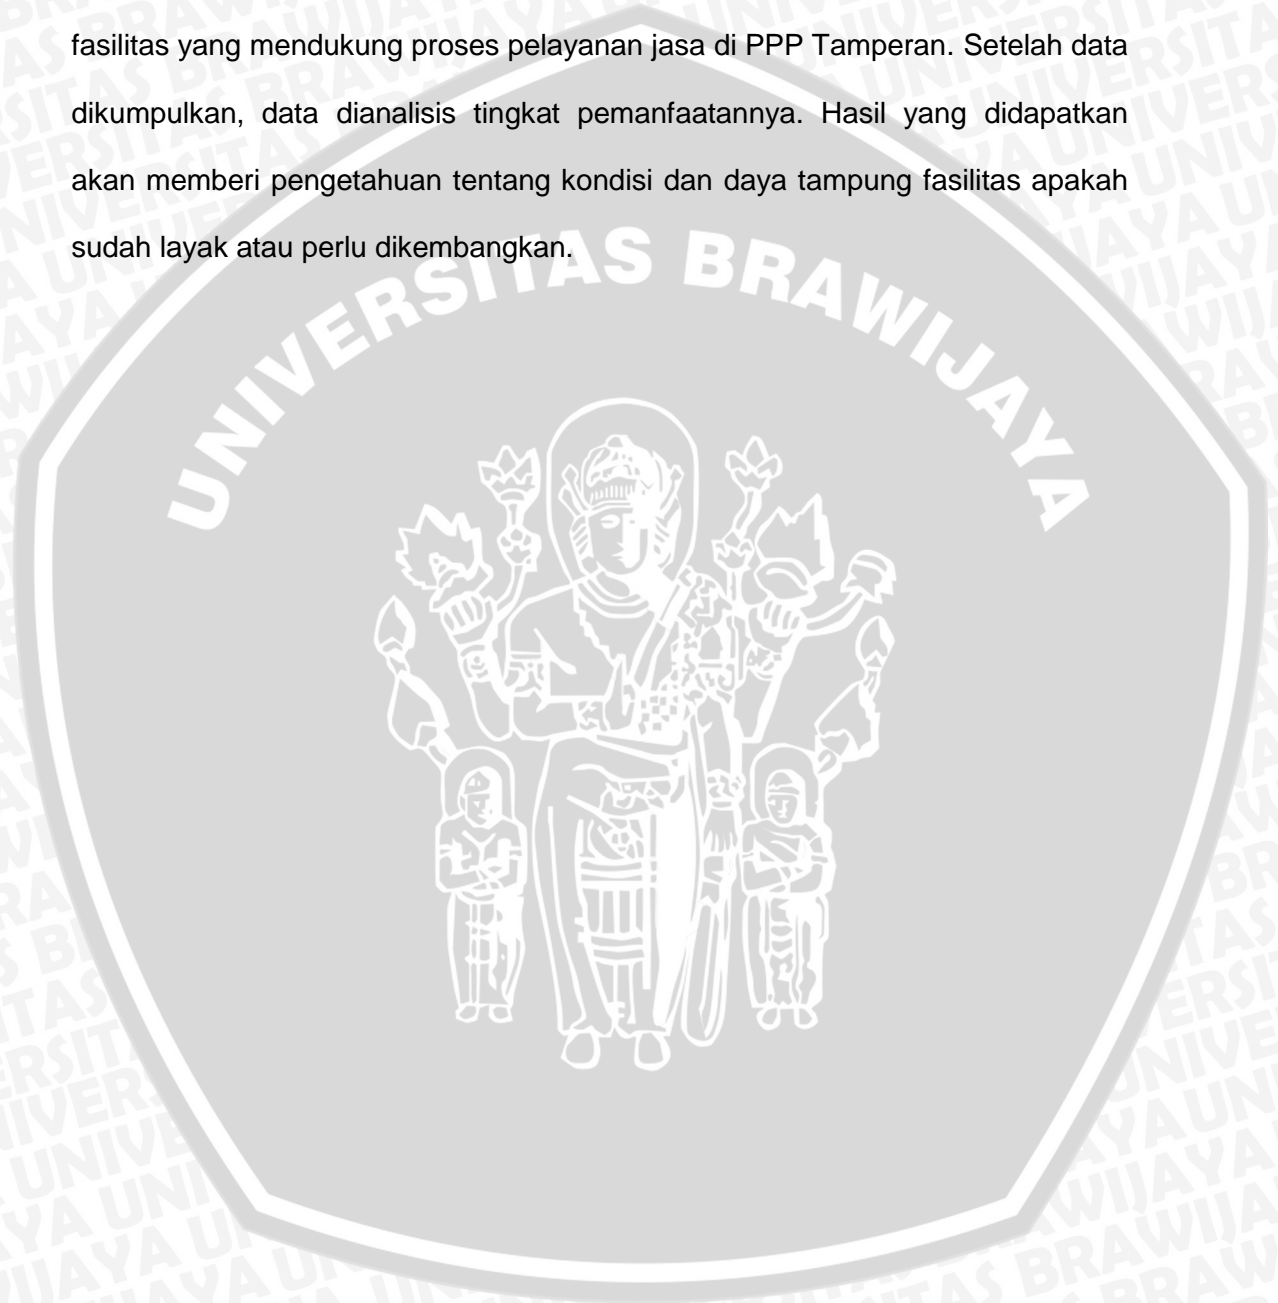 fasilitas yang mendukung proses pelayanan jasa di PPP Tamperan. Setelah data
dikumpulkan, data dianalisis tingkat pemanfaatannya. Hasil yang didapatkan
akan memberi pengetahuan tentang kondisi dan daya tampung fasilitas apakah
sudah layak atau perlu dikembangkan.
UNIVERSITAS BRAWIJAYA